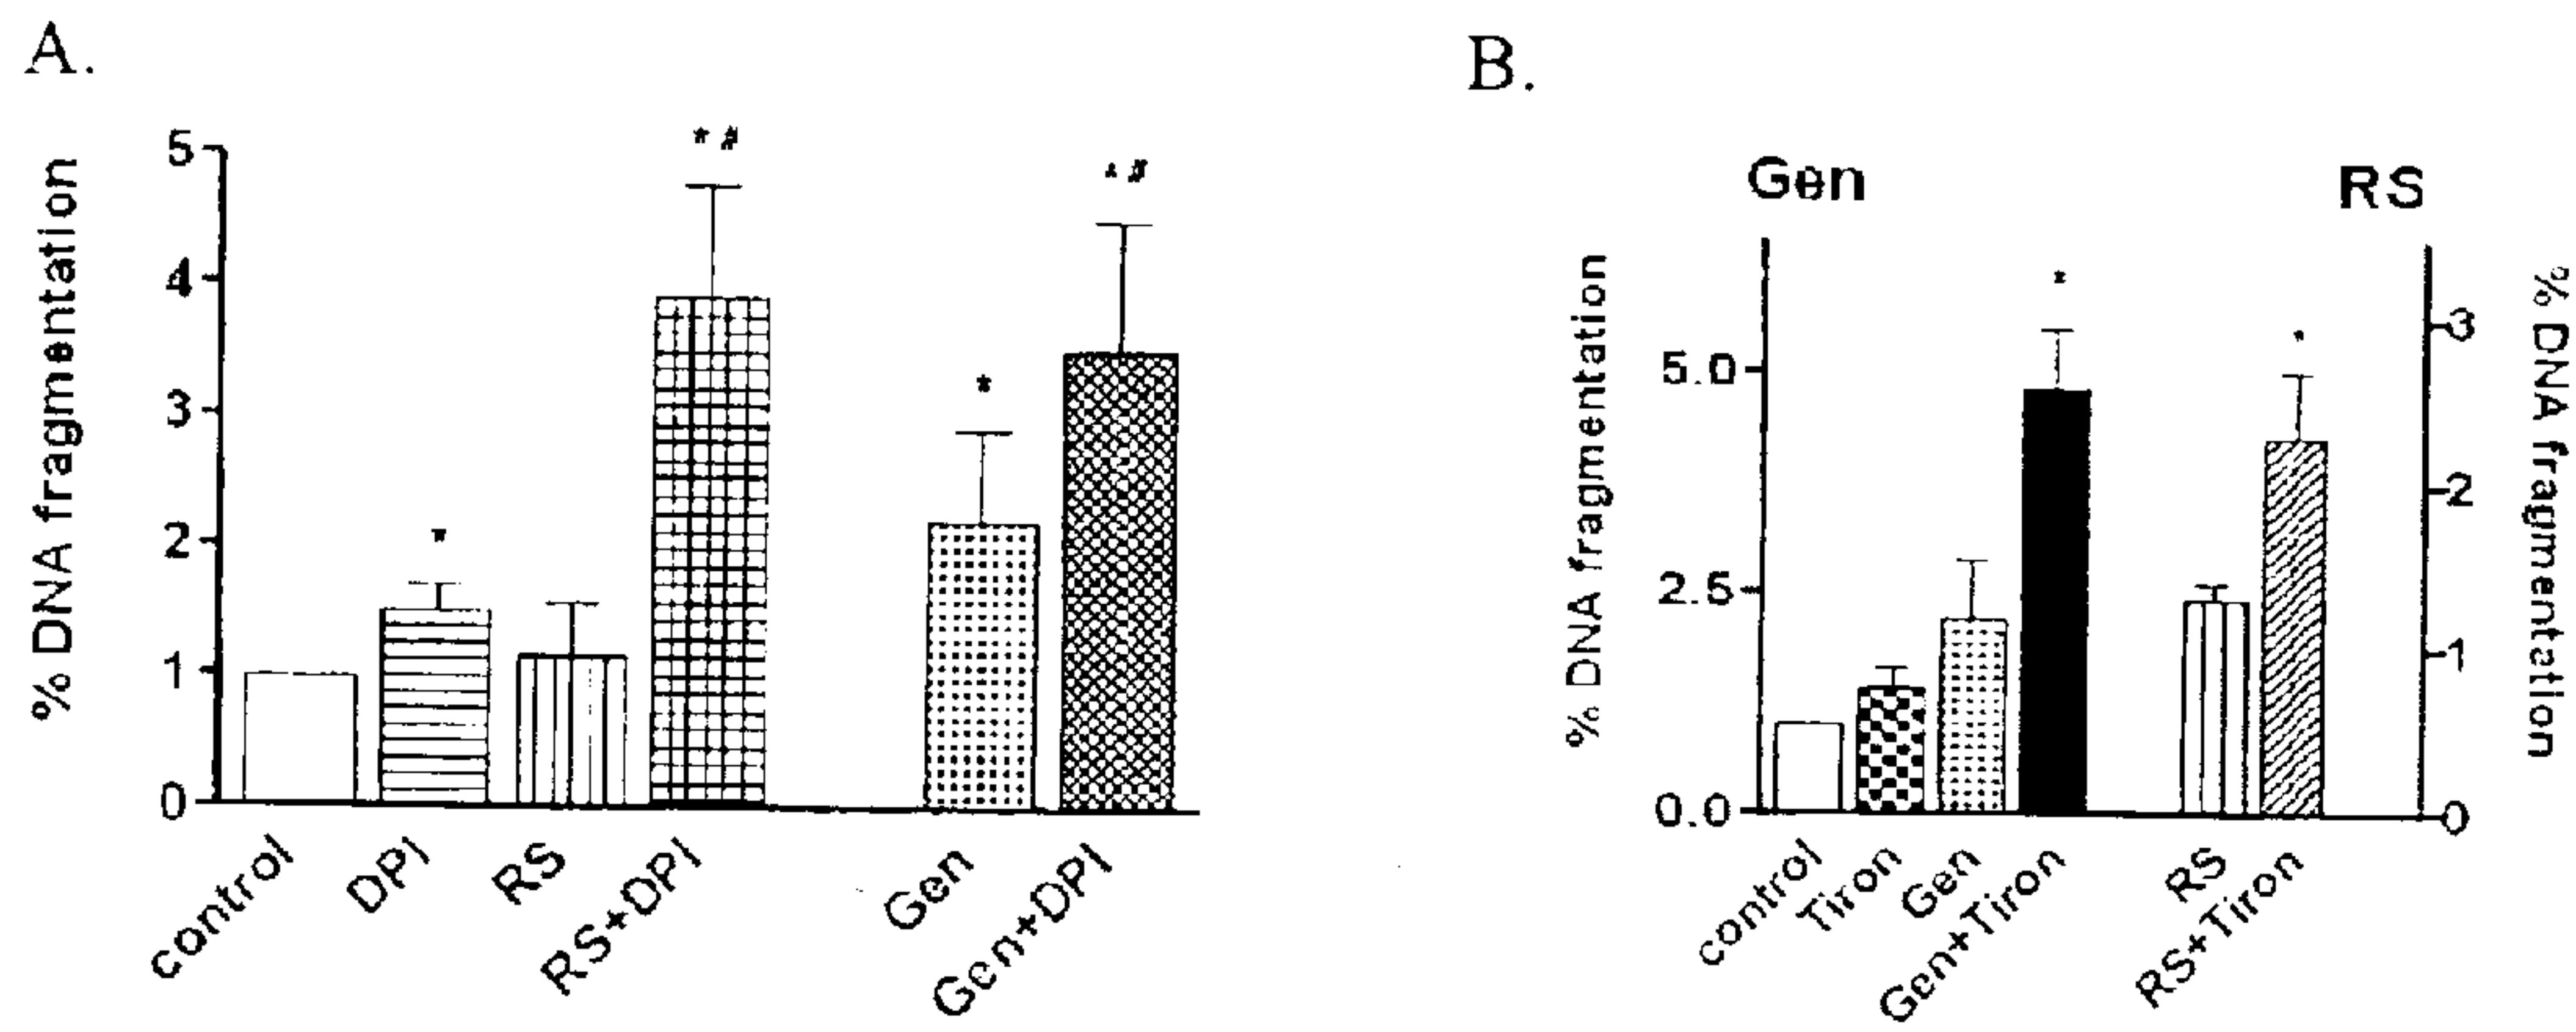 A.
% DNA fragmentation
5
4
3
2
1
0
* #
* #
*
*
control
DPI
RS
RS+DPI
Gen
Gen+DPI
B.
Gen
RS
% DNA fragmentation
5.0
2.5
0.0
*
*
3
2
1
0
% DNA fragmentation
control
Tiron
Gen
Gen+Tiron
RS
RS+Tiron